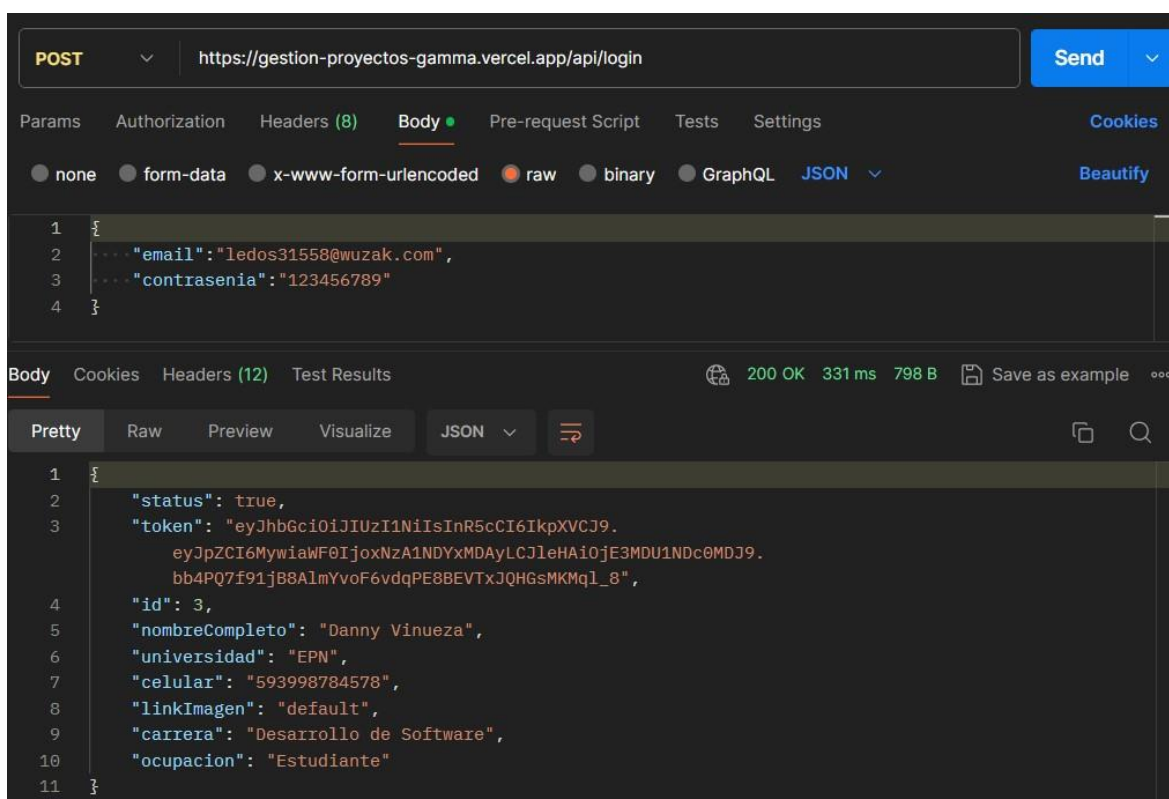 POST https://gestion-proyectos-gamma.vercel.app/api/login Send
Params Authorization Headers (8) Body Pre-request Script Tests Settings Cookies
none form-data x-www-form-urlencoded raw binary GraphQL JSON Beautify
1 {
2 "email":"ledos31558@wuzak.com",
3 "contrasenia":"123456789"
4 }
Body Cookies Headers (12) Test Results 200 OK 331 ms 798 B Save as example
Pretty Raw Preview Visualize JSON
1 {
2 "status": true,
3 "token": "eyJhbGciOiJIUzI1NiIsInR5cCI6IkpXVCJ9.
eyJpZCI6MywiaWF0IjoxNzA1NDYxMDAyLCJleHAiOjE3MDU1NDc0MDJ9.
bb4PQ7f91jB8AlmYvoF6vdqPE8BEVTxJQHGsMKMql_8",
4 "id": 3,
5 "nombreCompleto": "Danny Vinueza",
6 "universidad": "EPN",
7 "celular": "593998784578",
8 "linkImagen": "default",
9 "carrera": "Desarrollo de Software",
10 "ocupacion": "Estudiante"
11 }